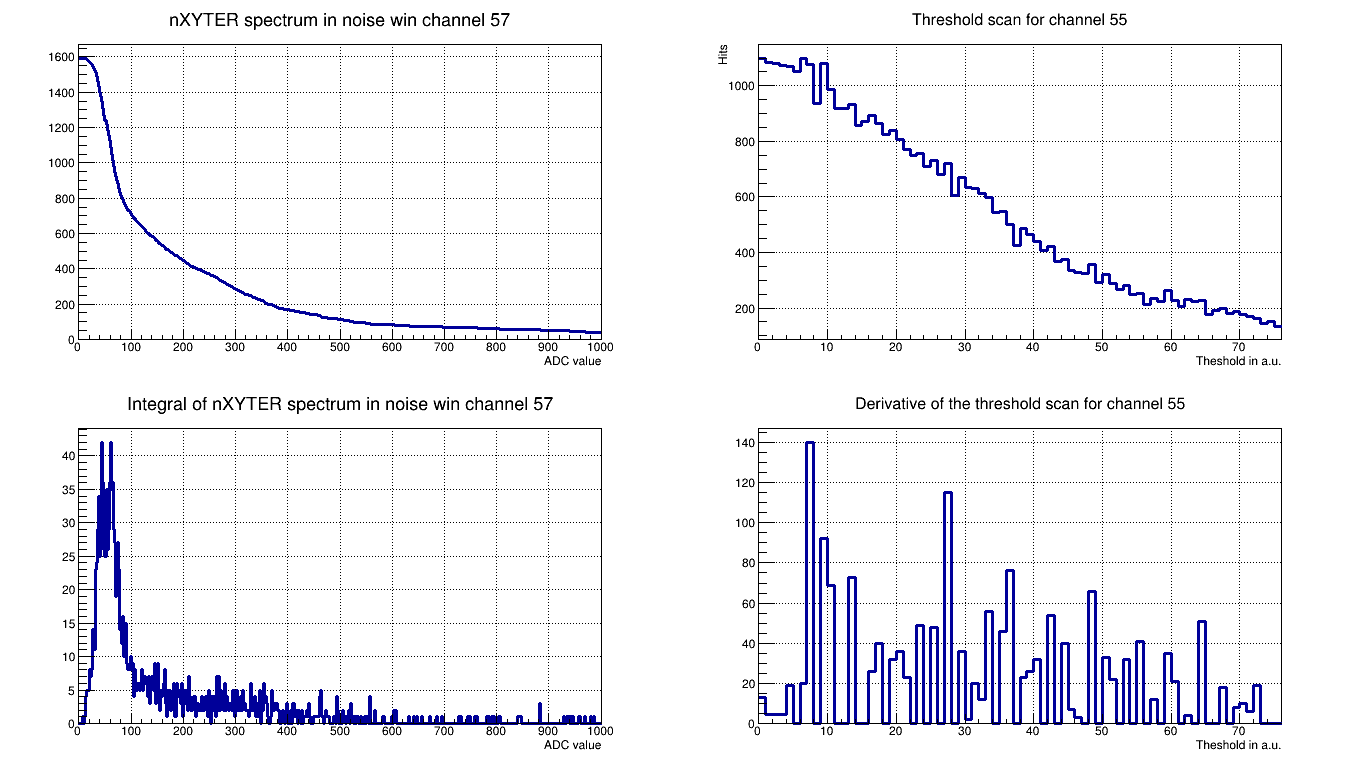 nXYTER spectrum in noise win channel 57
1600
1400
1200
1000
800
600
400
200
0
0 100 200 300 400 500 600 700 800 900 1000
ADC value
Threshold scan for channel 55
Hits
1000
800
600
400
200
0 10 20 30 40 50 60 70
Theshold in a.u.
Integral of nXYTER spectrum in noise win channel 57
40
35
30
25
20
15
10
5
0
0 100 200 300 400 500 600 700 800 900 1000
ADC value
Derivative of the threshold scan for channel 55
140
120
100
80
60
40
20
0
0 10 20 30 40 50 60 70
Theshold in a.u.